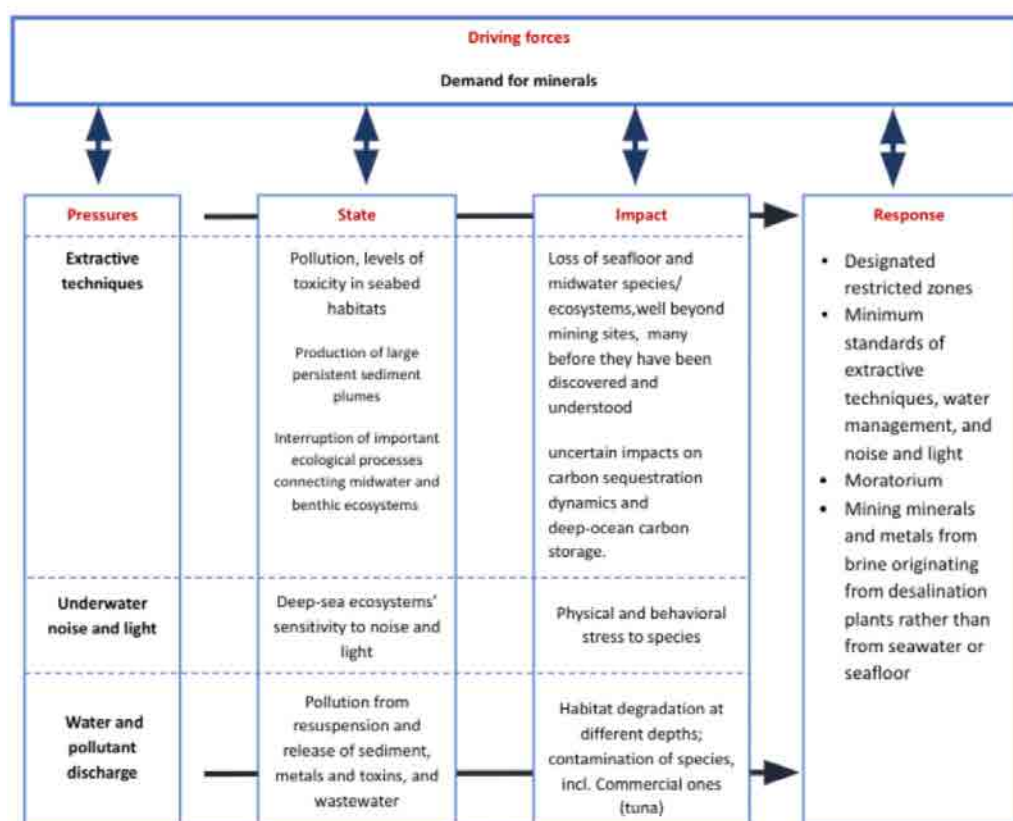 Driving forces
Demand for minerals
Pressures
State
Impact
Response
Extractive
techniques
Pollution, levels of
toxicity in seabed
habitats
Production of large
persistent sediment
plumes
Interruption of important
ecological processes
connecting midwater and
benthic ecosystems
Loss of seafloor and
midwater species/
ecosystems,well beyond
mining sites, many
before they have been
discovered and
understood
uncertain impacts on
carbon sequestration
dynamics and
deep-ocean carbon
storage.
Underwater
noise and light
Deep-sea ecosystems'
sensitivity to noise and
light
Physical and behavioral
stress to species
Water and
pollutant
discharge
Pollution from
resuspension and
release of sediment,
metals and toxins, and
wastewater
Habitat degradation at
different depths;
contamination of species,
incl. Commercial ones
(tuna)
• Designated
restricted zones
• Minimum
standards of
extractive
techniques, water
management, and
noise and light
• Moratorium
• Mining minerals
and metals from
brine originating
from desalination
plants rather than
from seawater or
seafloor